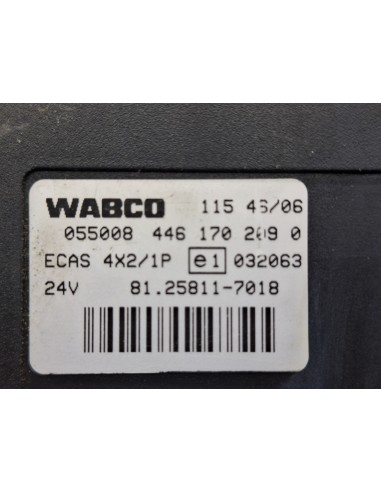 WABCO 115 46/06
055008 446 170 209 0
ECAS 4X2/1P e1 032063
24V 81.25811-7018